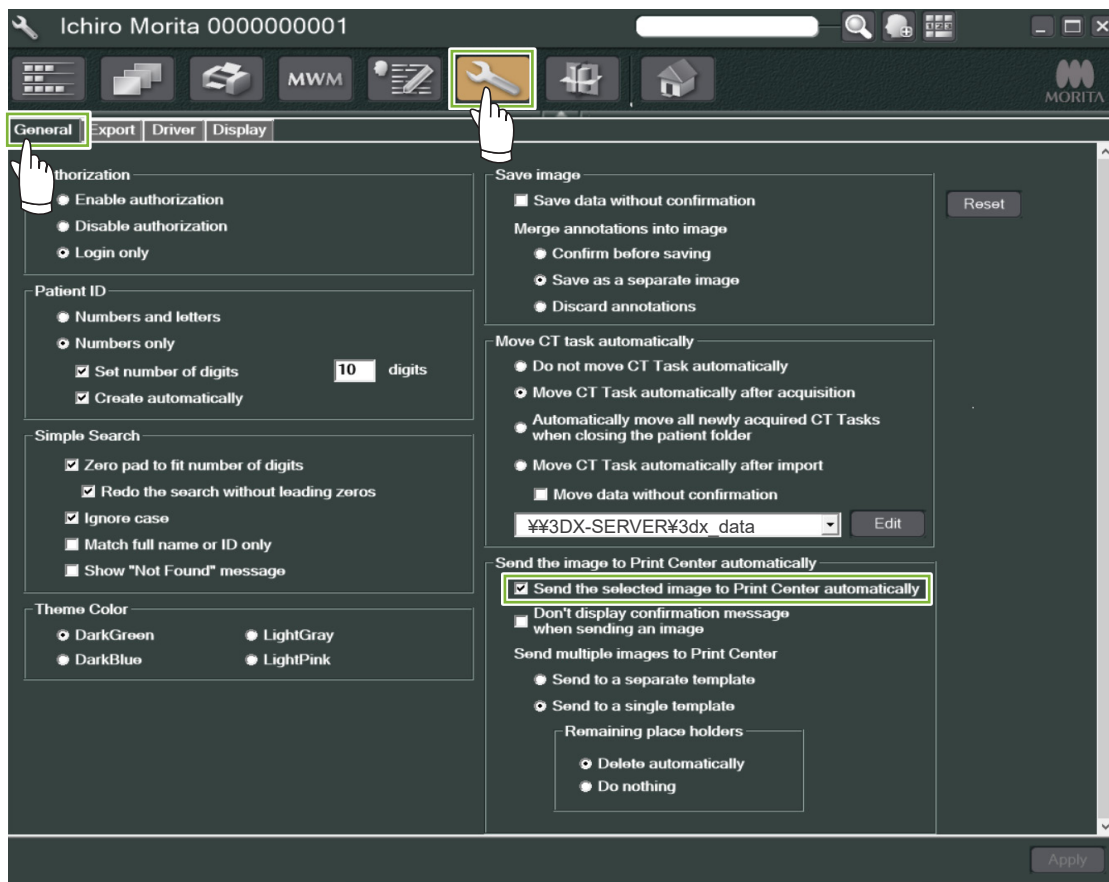 Ichiro Morita 0000000001
MWM
MORITA
General Export Driver Display
thorization
Enable authorization
Disable authorization
Login only
Patient ID
Numbers and letters
Numbers only
Set number of digits 10 digits
Create automatically
Simple Search
Zero pad to fit number of digits
Redo the search without leading zeros
Ignore case
Match full name or ID only
Show "Not Found" message
Theme Color
DarkGreen LightGray
DarkBlue LightPink
Save image
Save data without confirmation
Merge annotations into image
Confirm before saving
Save as a separate image
Discard annotations
Move CT task automatically
Do not move CT Task automatically
Move CT Task automatically after acquisition
Automatically move all newly acquired CT Tasks
when closing the patient folder
Move CT Task automatically after import
Move data without confirmation
¥¥3DX-SERVER¥3dx_data Edit
Send the image to Print Center automatically
Send the selected image to Print Center automatically
Don't display confirmation message
when sending an image
Send multiple images to Print Center
Send to a separate template
Send to a single template
Remaining place holders
Delete automatically
Do nothing
Reset
Apply